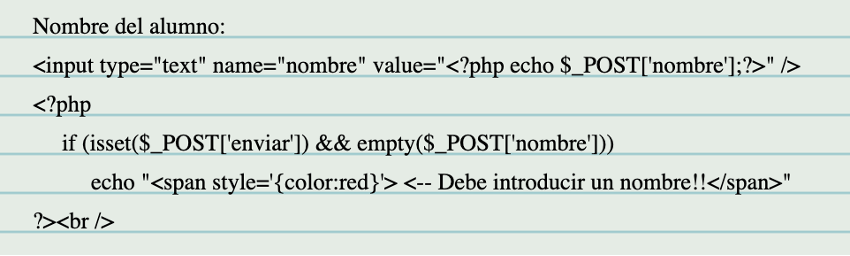 Nombre del alumno:
<input type="text" name="nombre" value="<?php echo $_POST['nombre'];?>" />
<?php
if (isset($_POST['enviar']) && empty($_POST['nombre']))
echo "<span style='{color:red}'> <-- Debe introducir un nombre!!</span>"
?><br />